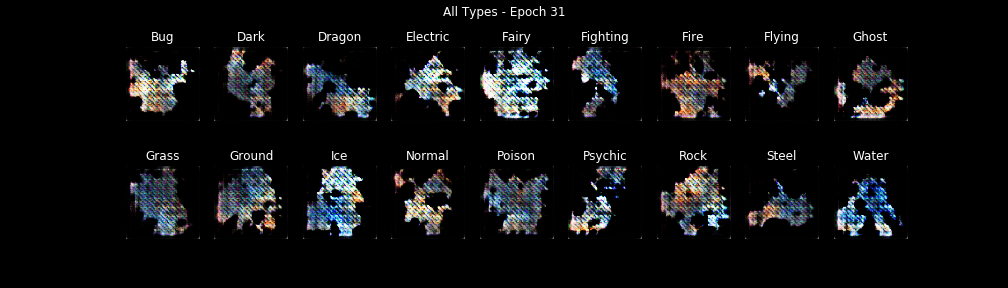 All Types - Epoch 31
Bug Dark Dragon Electric Fairy Fighting Fire Flying Ghost
Grass Ground Ice Normal Poison Psychic Rock Steel Water